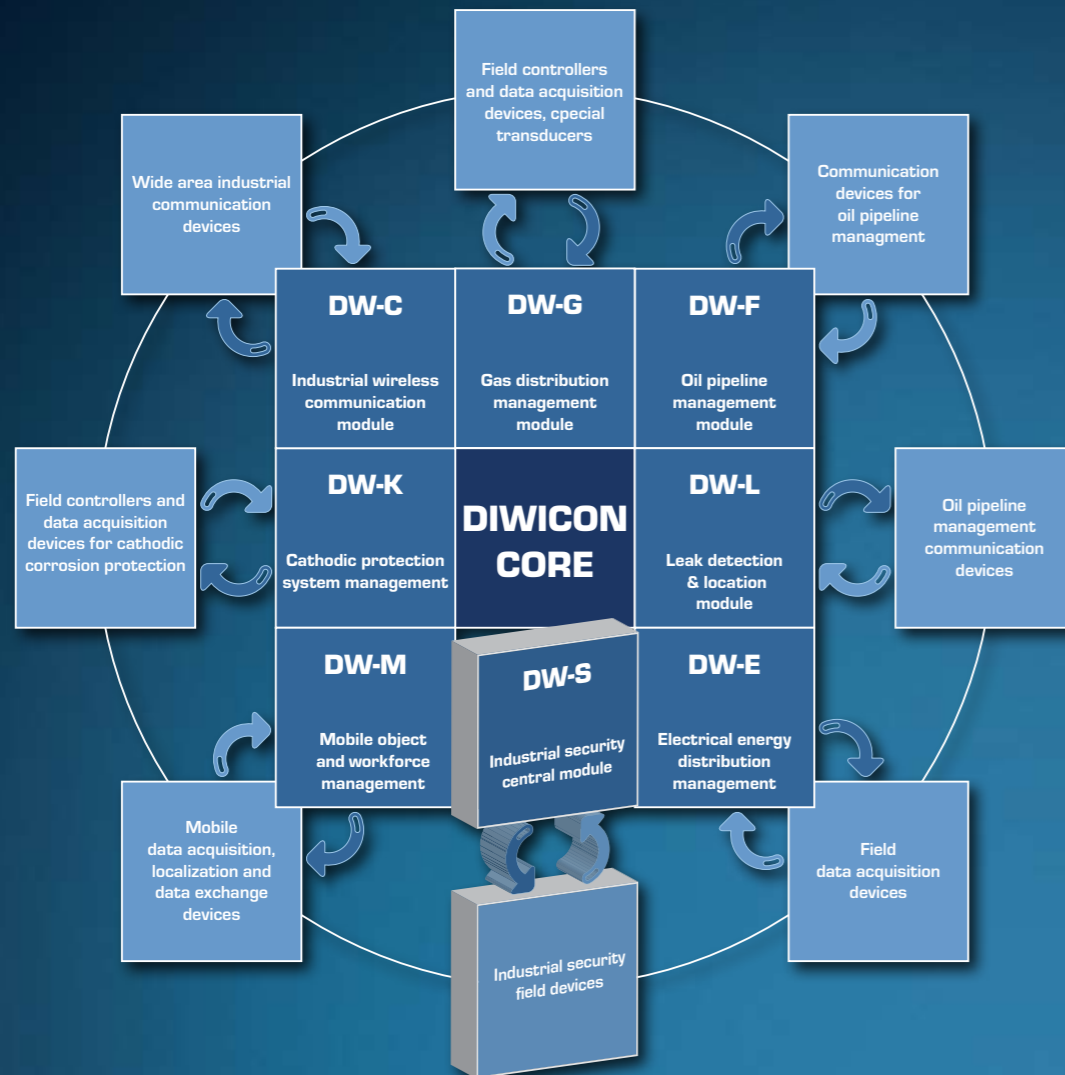 Field controllers
and data acquisition
devices, cpecial
transducers
Wide area industrial
communication
devices
Communication
devices for
oil pipeline
managment
DW-C
Industrial wireless
communication
module
DW-G
Gas distribution
management
module
DW-F
Oil pipeline
management
module
Field controllers and
data acquisition
devices for cathodic
corrosion protection
DW-K
Cathodic protection
system management
DIWICON
CORE
DW-L
Leak detection
& location
module
Oil pipeline
management
communication
devices
DW-M
Mobile object
and workforce
management
DW-S
Industrial security
central module
DW-E
Electrical energy
distribution
management
Mobile
data acquisition,
localization and
data exchange
devices
Industrial security
field devices
Field
data acquisition
devices